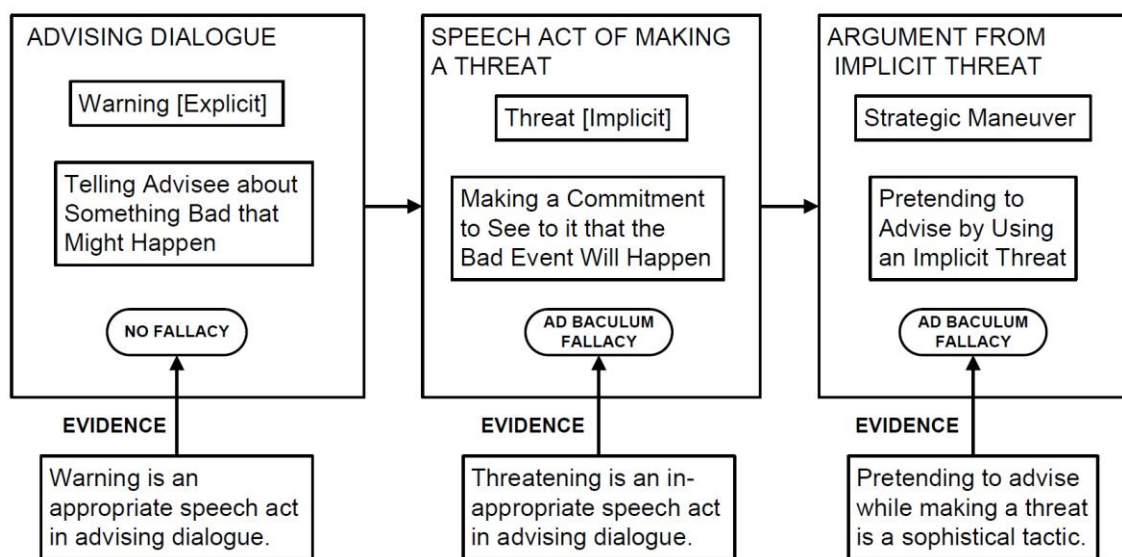 ADVISING DIALOGUE
Warning [Explicit]
Telling Advisee about
Something Bad that
Might Happen
NO FALLACY
EVIDENCE
Warning is an
appropriate speech act
in advising dialogue.
SPEECH ACT OF MAKING
A THREAT
Threat [Implicit]
Making a Commitment
to See to it that the
Bad Event Will Happen
AD BACULUM
FALLACY
EVIDENCE
Threatening is an in-
appropriate speech act
in advising dialogue.
ARGUMENT FROM
IMPLICIT THREAT
Strategic Maneuver
Pretending to
Advise by Using
an Implicit Threat
AD BACULUM
FALLACY
EVIDENCE
Pretending to advise
while making a threat
is a sophistical tactic.